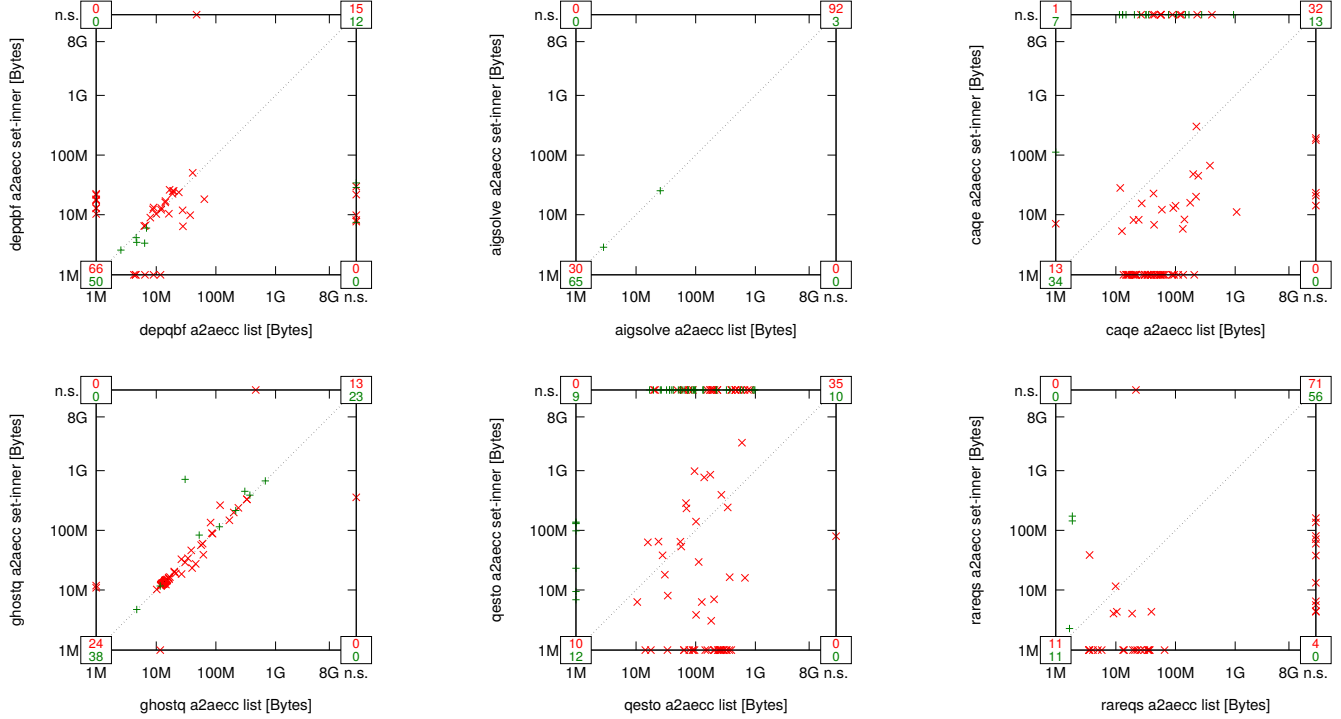 depqbf a2aecc set-inner [Bytes]
n.s.
8G
1G
100M
10M
1M
0
0
15
12
66
50
0
0
1M 10M 100M 1G 8G n.s.
depqbf a2aecc list [Bytes]
aigsolve a2aecc set-inner [Bytes]
n.s.
8G
1G
100M
10M
1M
0
0
92
3
30
65
0
0
1M 10M 100M 1G 8G n.s.
aigsolve a2aecc list [Bytes]
caqe a2aecc set-inner [Bytes]
n.s.
8G
1G
100M
10M
1M
1
7
32
13
13
34
0
0
1M 10M 100M 1G 8G n.s.
caqe a2aecc list [Bytes]
ghostq a2aecc set-inner [Bytes]
n.s.
8G
1G
100M
10M
1M
0
0
13
23
24
38
0
0
1M 10M 100M 1G 8G n.s.
ghostq a2aecc list [Bytes]
qesto a2aecc set-inner [Bytes]
n.s.
8G
1G
100M
10M
1M
0
9
35
10
10
12
0
0
1M 10M 100M 1G 8G n.s.
qesto a2aecc list [Bytes]
rareqs a2aecc set-inner [Bytes]
n.s.
8G
1G
100M
10M
1M
0
0
71
56
11
11
4
0
1M 10M 100M 1G 8G n.s.
rareqs a2aecc list [Bytes]